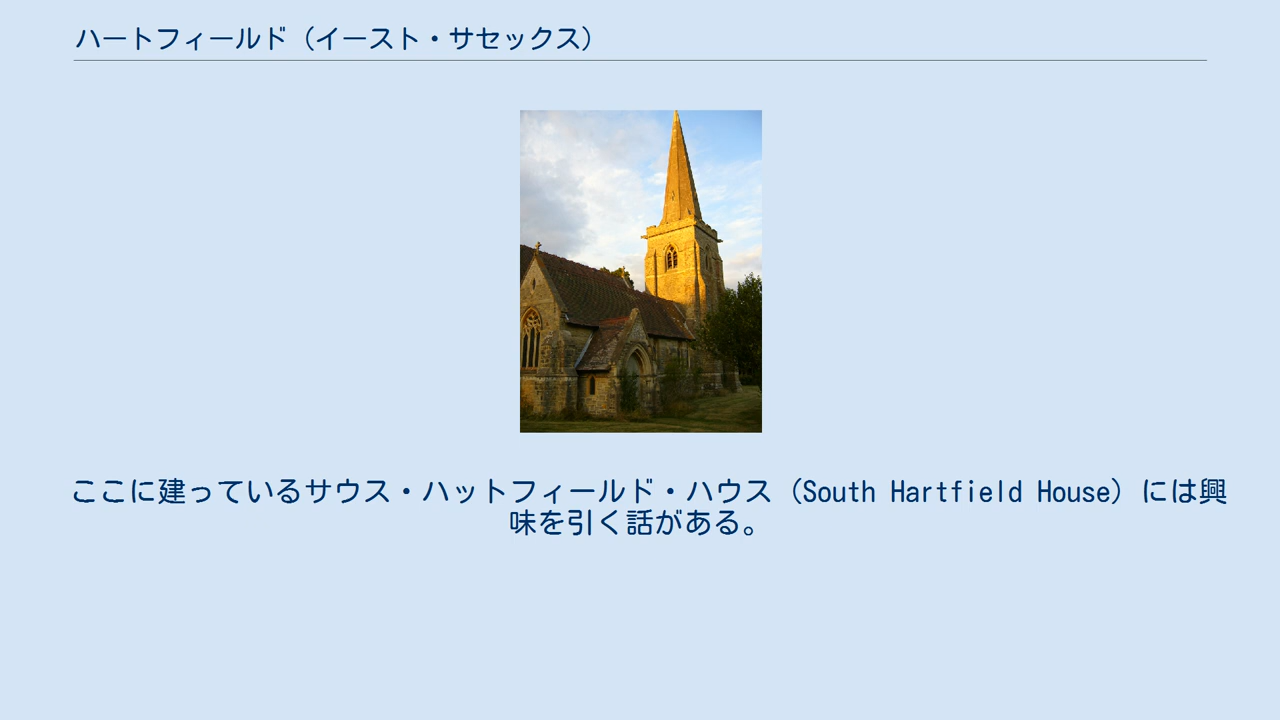 ハートフィールド（イースト・サセックス）
ここに建っているサウス・ハットフィールド・ハウス（South Hartfield House）には興
味を引く話がある。